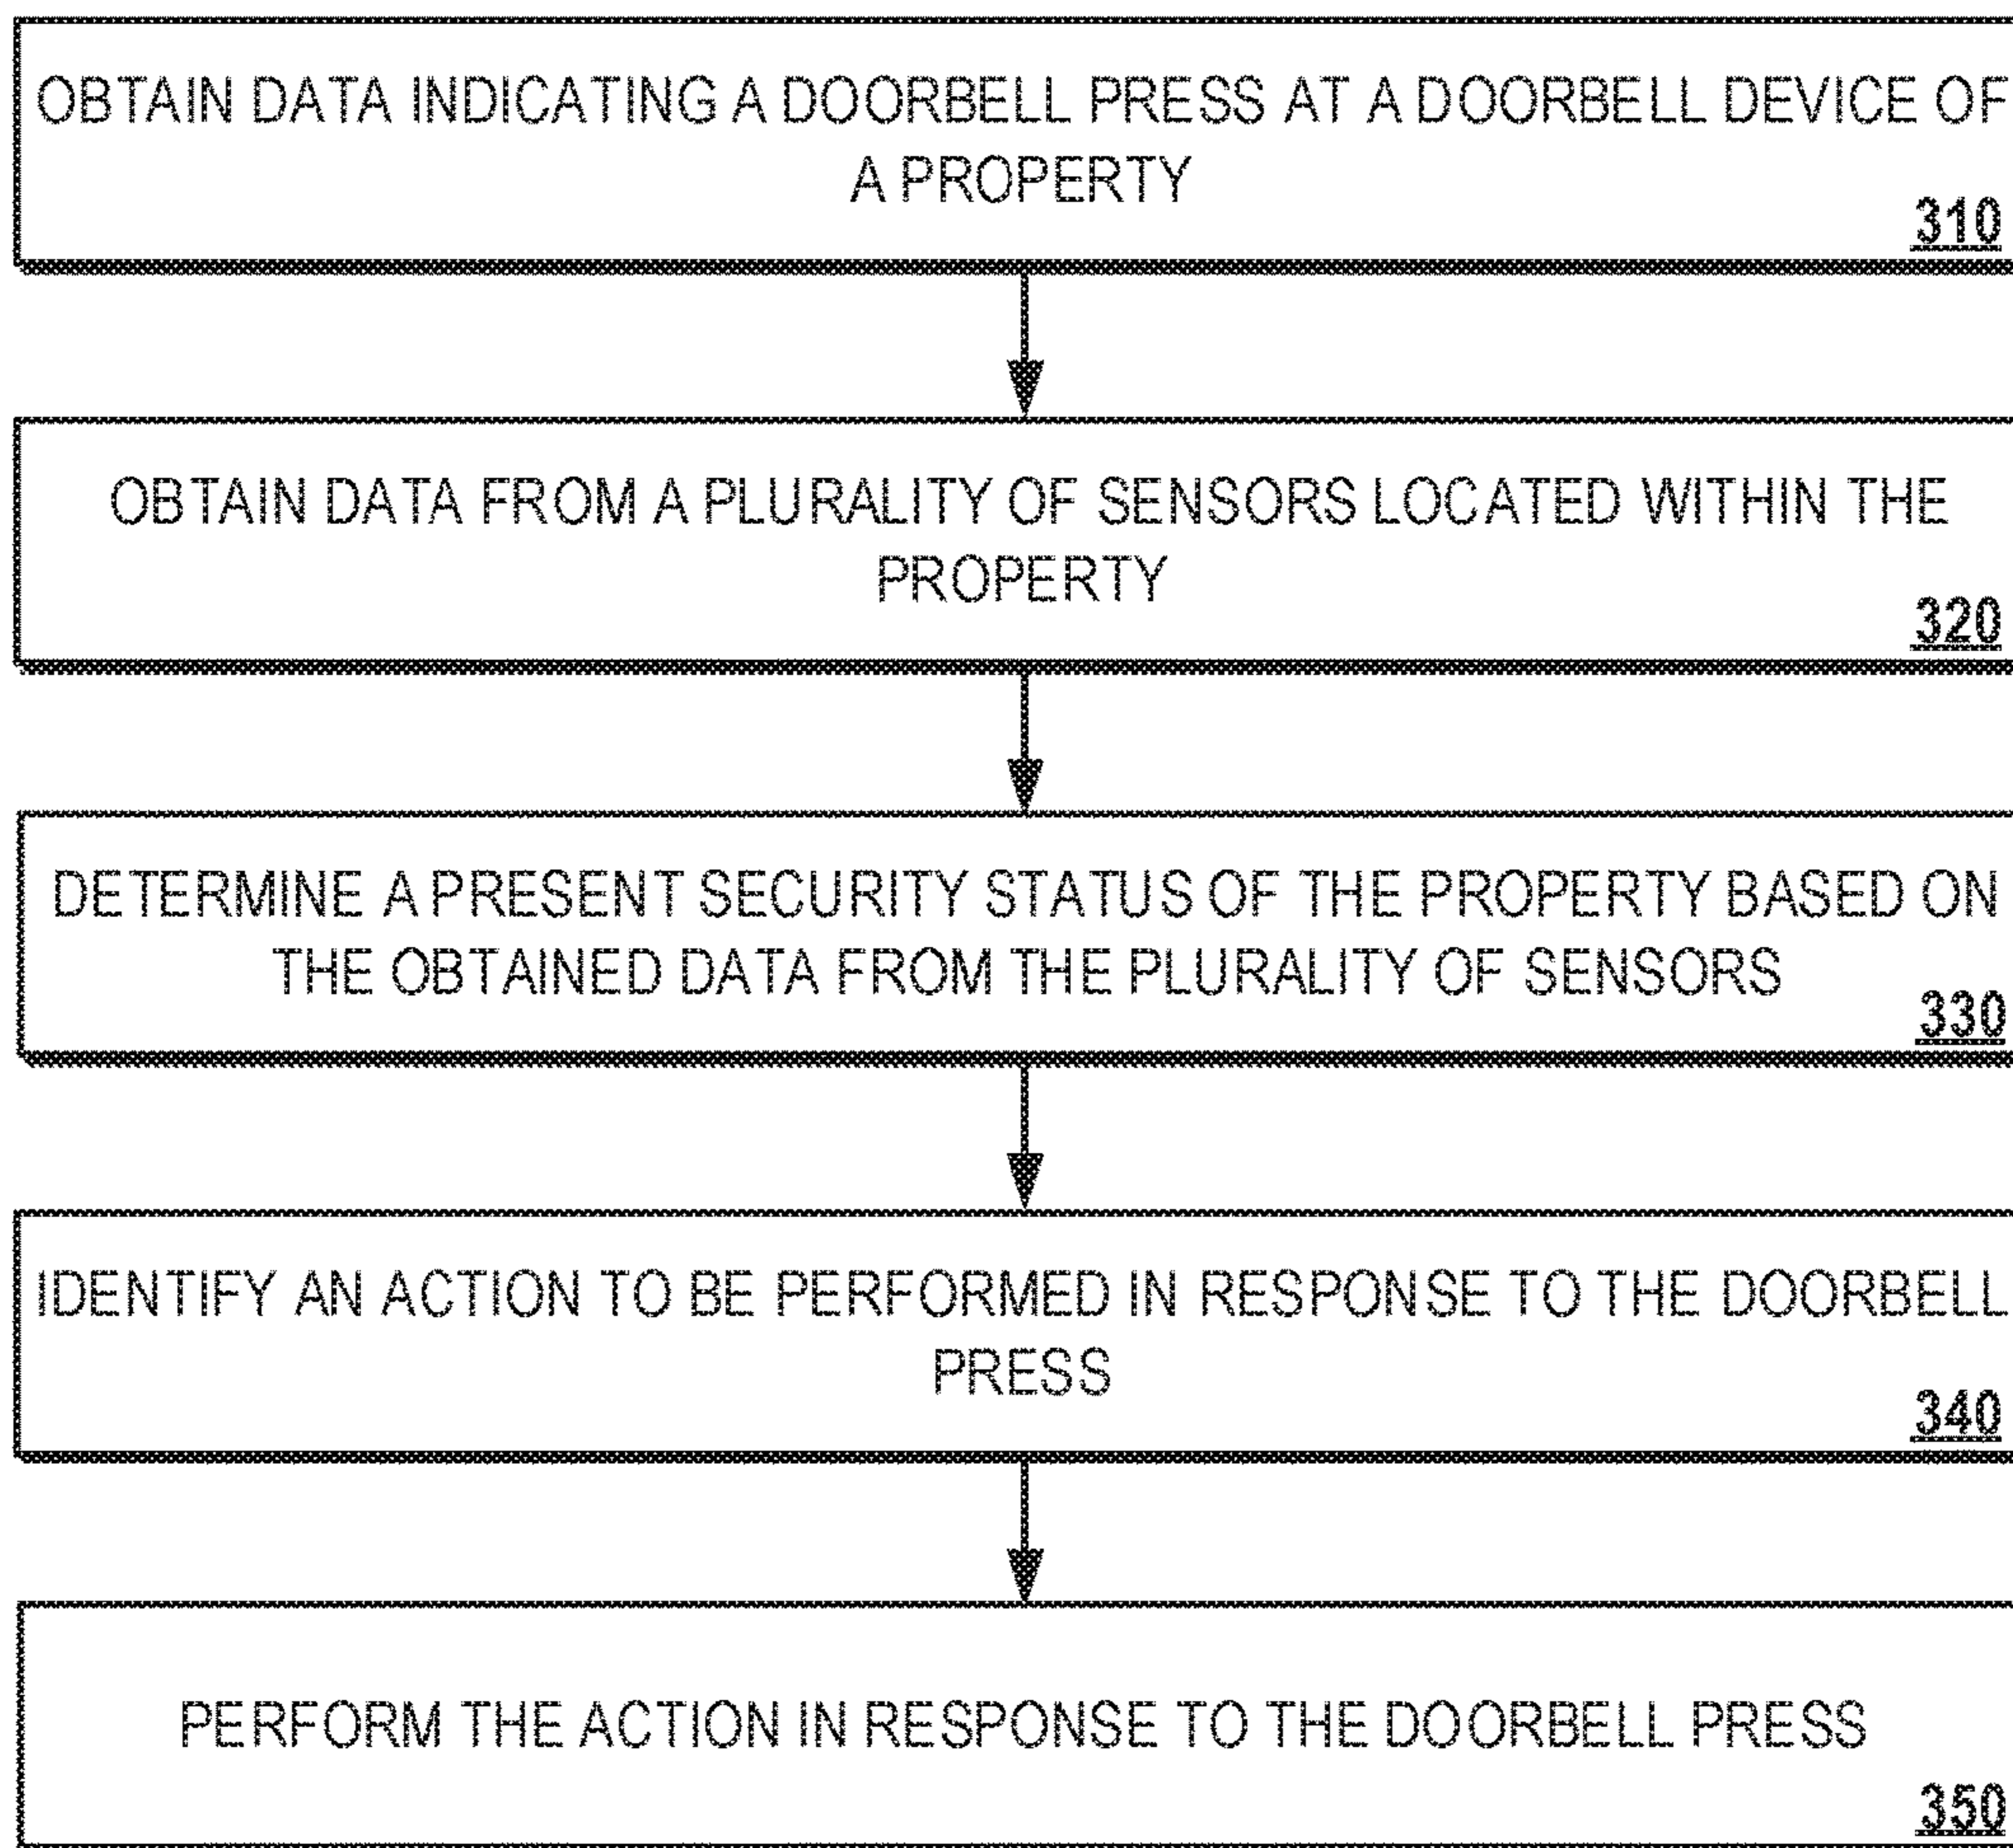 OBTAIN DATA INDICATING A DOORBELL PRESS AT A DOORBELL DEVICE OF
A PROPERTY
310
OBTAIN DATA FROM A PLURALITY OF SENSORS LOCATED WITHIN THE
PROPERTY
320
DETERMINE A PRESENT SECURITY STATUS OF THE PROPERTY BASED ON
THE OBTAINED DATA FROM THE PLURALITY OF SENSORS
330
IDENTIFY AN ACTION TO BE PERFORMED IN RESPONSE TO THE DOORBELL
PRESS
340
PERFORM THE ACTION IN RESPONSE TO THE DOORBELL PRESS
350